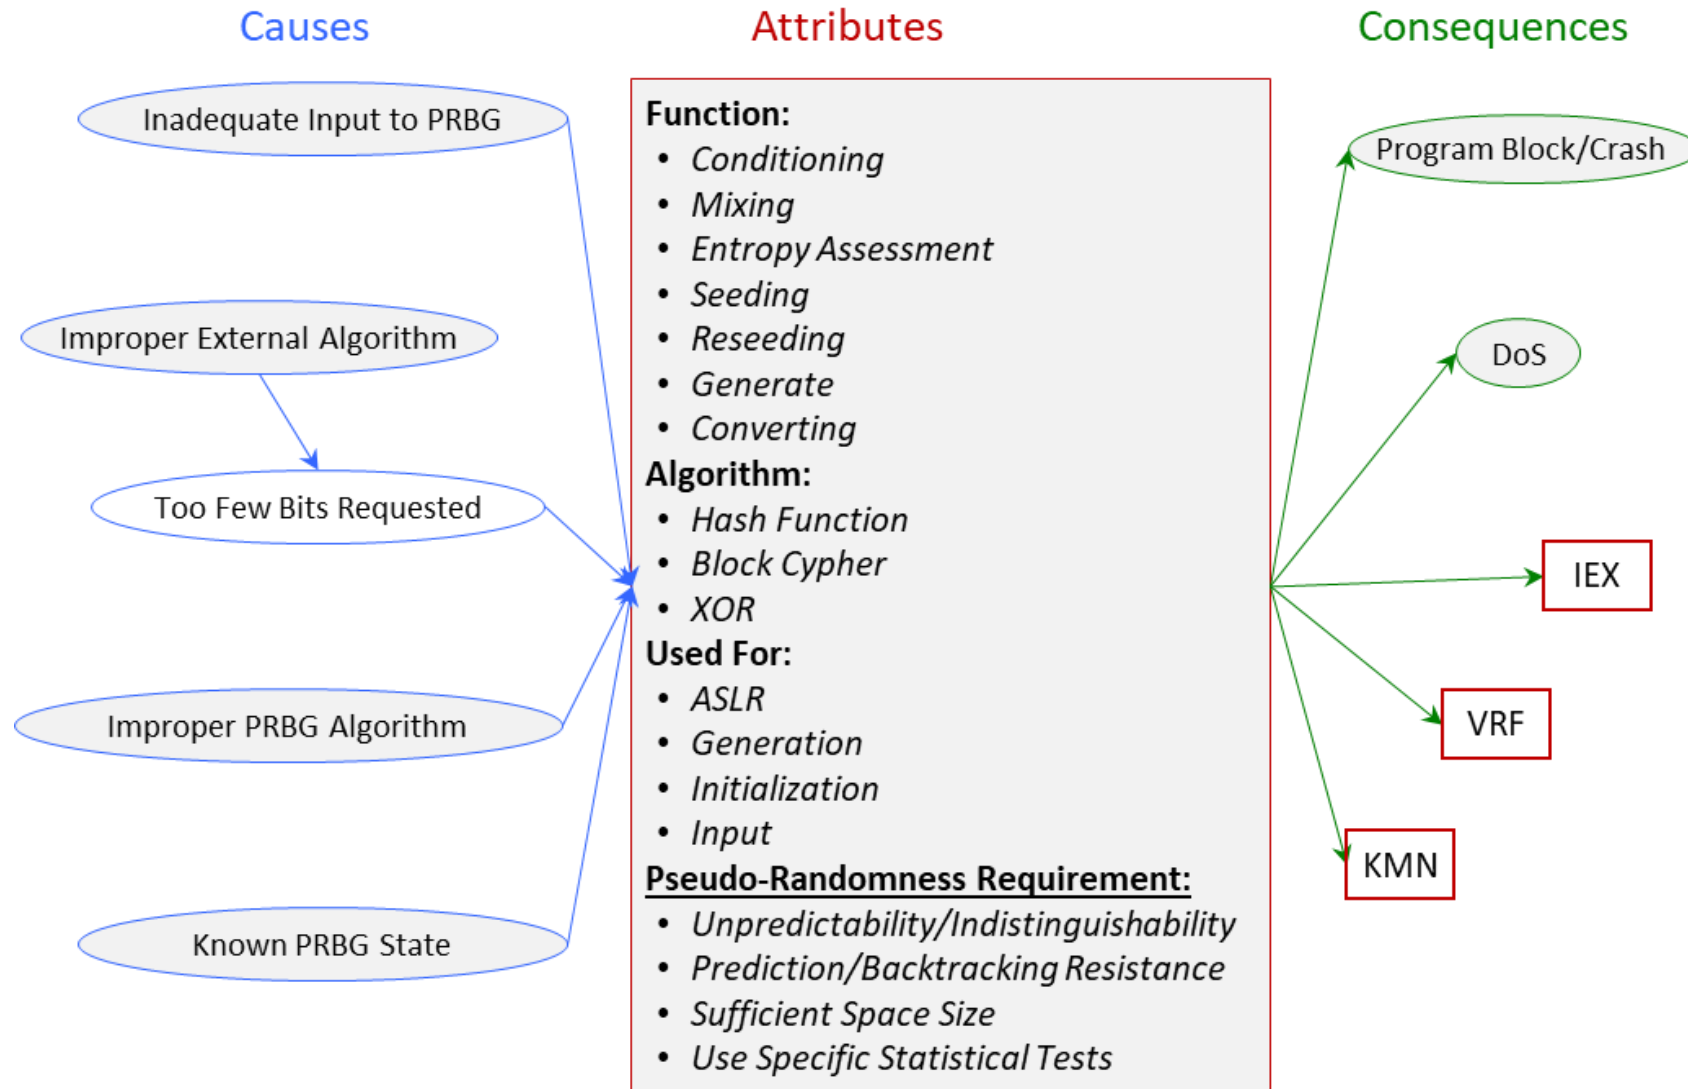 Causes
Attributes
Consequences
Inadequate Input to PRBG
Improper External Algorithm
Too Few Bits Requested
Improper PRBG Algorithm
Known PRBG State
Function:
• Conditioning
• Mixing
• Entropy Assessment
• Seeding
• Reseeding
• Generate
• Converting
Algorithm:
• Hash Function
• Block Cypher
• XOR
Used For:
• ASLR
• Generation
• Initialization
• Input
Pseudo-Randomness Requirement:
• Unpredictability/Indistinguishability
• Prediction/Backtracking Resistance
• Sufficient Space Size
• Use Specific Statistical Tests
Program Block/Crash
DoS
IEX
VRF
KMN